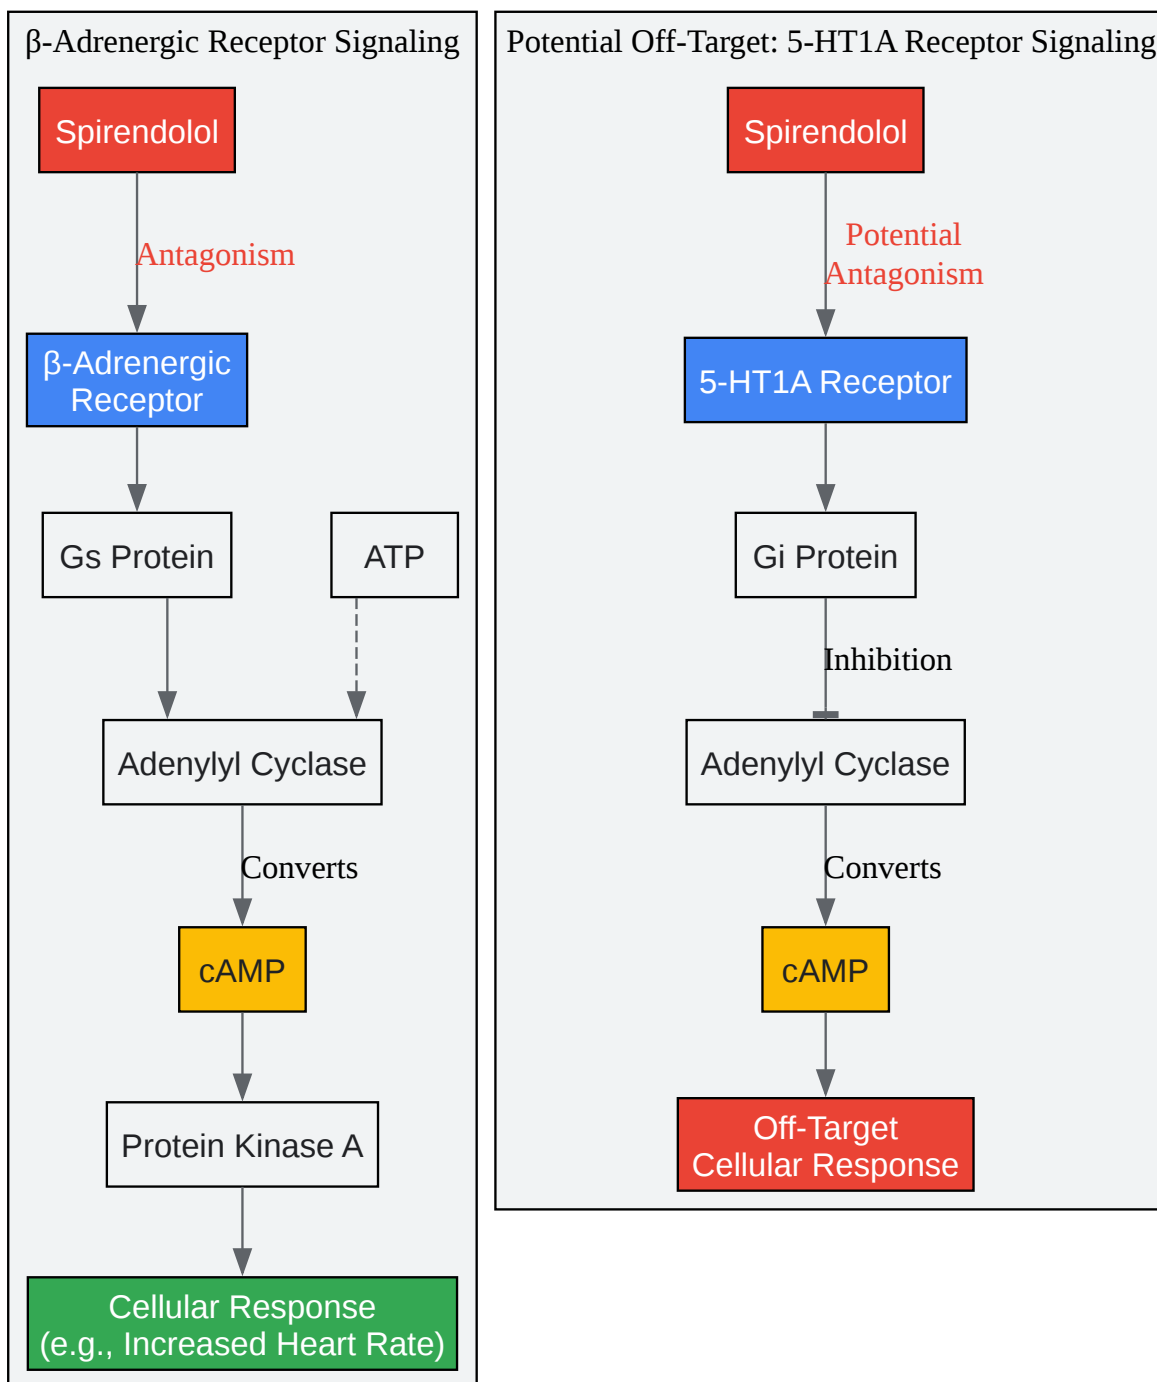 β-Adrenergic Receptor Signaling
Spirendolol
Antagonism
β-Adrenergic
Receptor
Gs Protein
ATP
Adenylyl Cyclase
Converts
cAMP
Protein Kinase A
Cellular Response
(e.g., Increased Heart Rate)
Potential Off-Target: 5-HT1A Receptor Signaling
Spirendolol
Potential
Antagonism
5-HT1A Receptor
Gi Protein
Inhibition
Adenylyl Cyclase
Converts
cAMP
Off-Target
Cellular Response